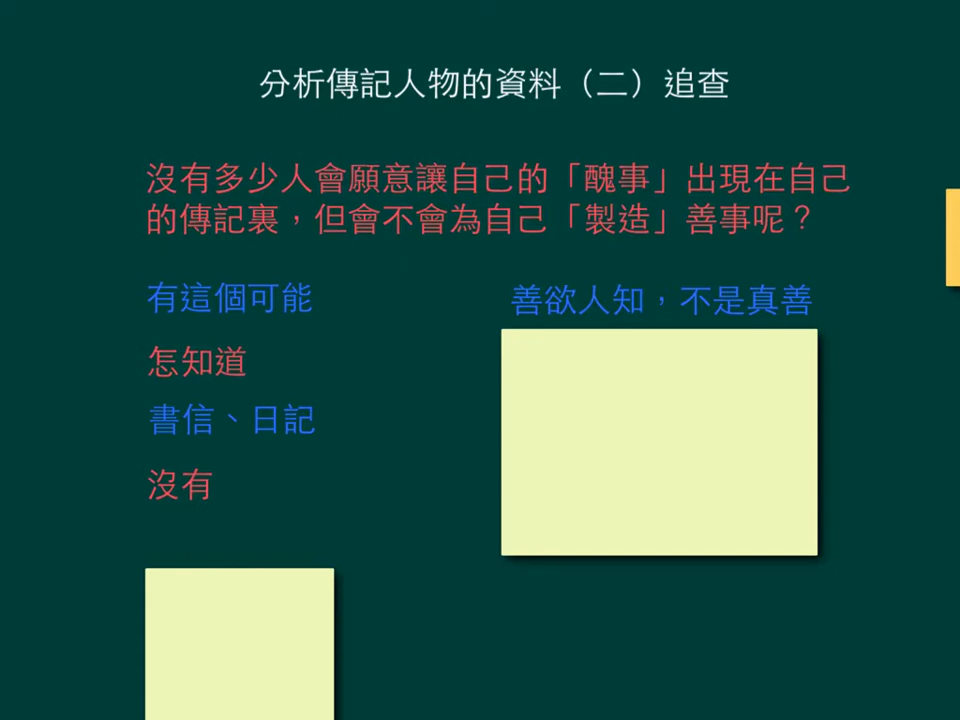 分析傳記人物的資料（二）追查
沒有多少人會願意讓自己的「醜事」出現在自己
的傳記裏，但會不會為自己「製造」善事呢？
有這個可能
善欲人知，不是真善
怎知道
書信、日記
沒有